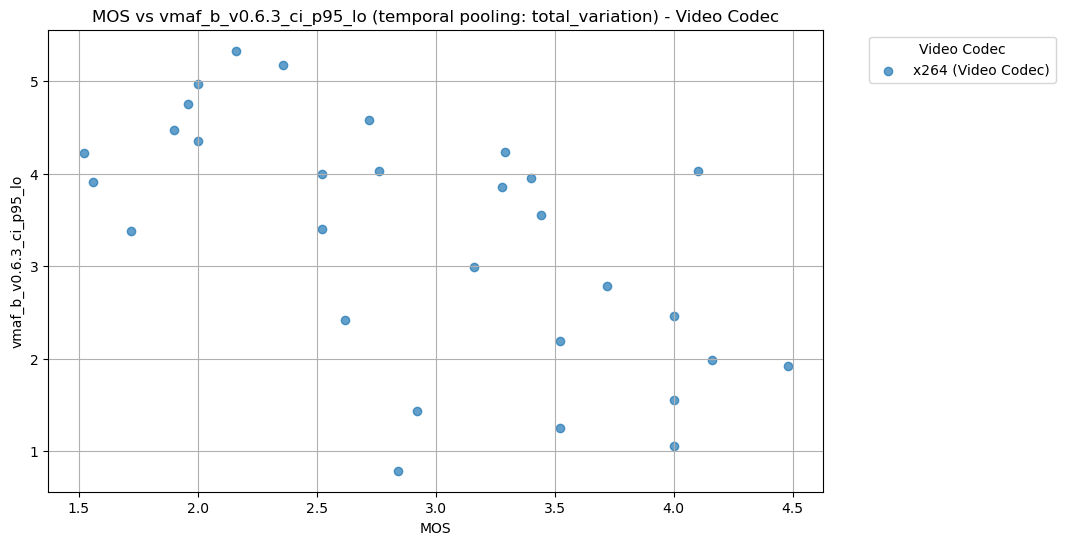 MOS vs vmaf_b_v0.6.3_ci_p95_lo (temporal pooling: total_variation) - Video Codec
Video Codec
x264 (Video Codec)
vmaf_b_v0.6.3_ci_p95_lo
5
4
3
2
1
1.5 2.0 2.5 3.0 3.5 4.0 4.5
MOS